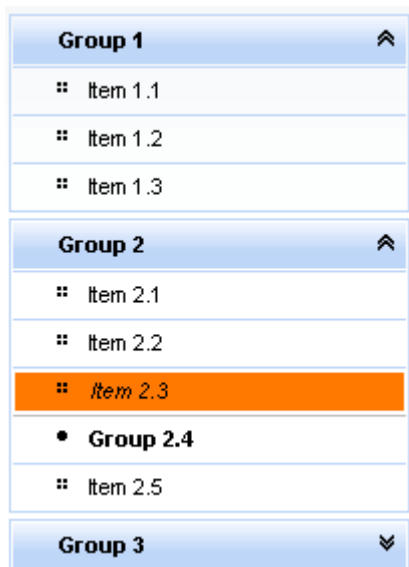 Group 1
Item 1.1
Item 1.2
Item 1.3
Group 2
Item 2.1
Item 2.2
Item 2.3
Group 2.4
Item 2.5
Group 3